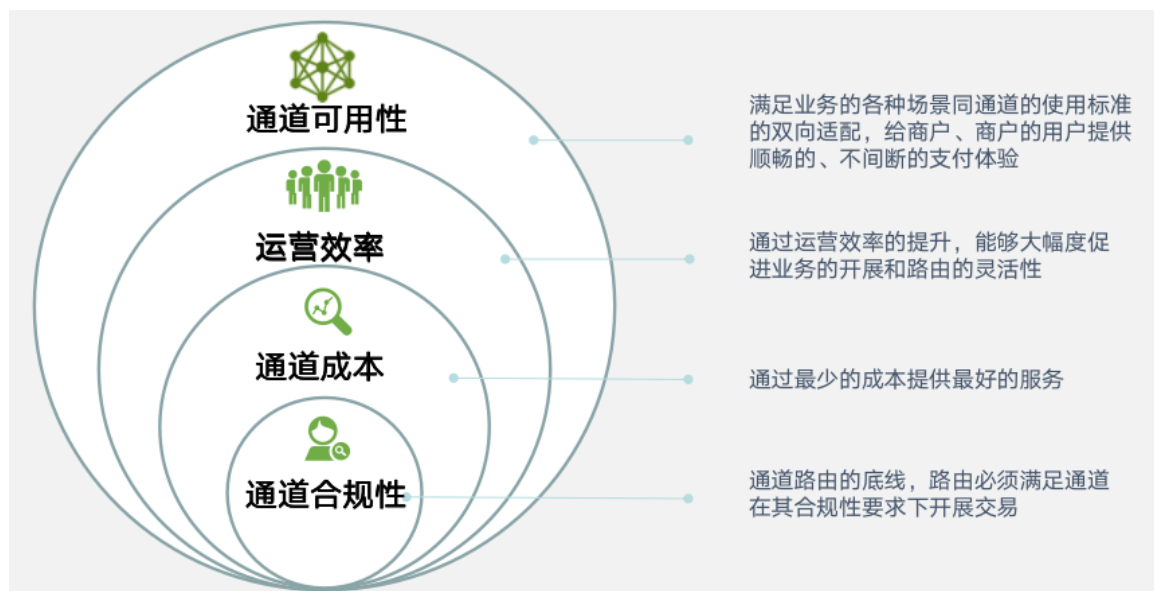 通道可用性
满足业务的各种场景同通道的使用标准
的双向适配，给商户、商户的用户提供
顺畅的、不间断的支付体验
运营效率
通过运营效率的提升，能够大幅度促
进业务的开展和路由的灵活性
通道成本
通过最少的成本提供最好的服务
通道合规性
通道路由的底线，路由必须满足通道
在其合规性要求下开展交易